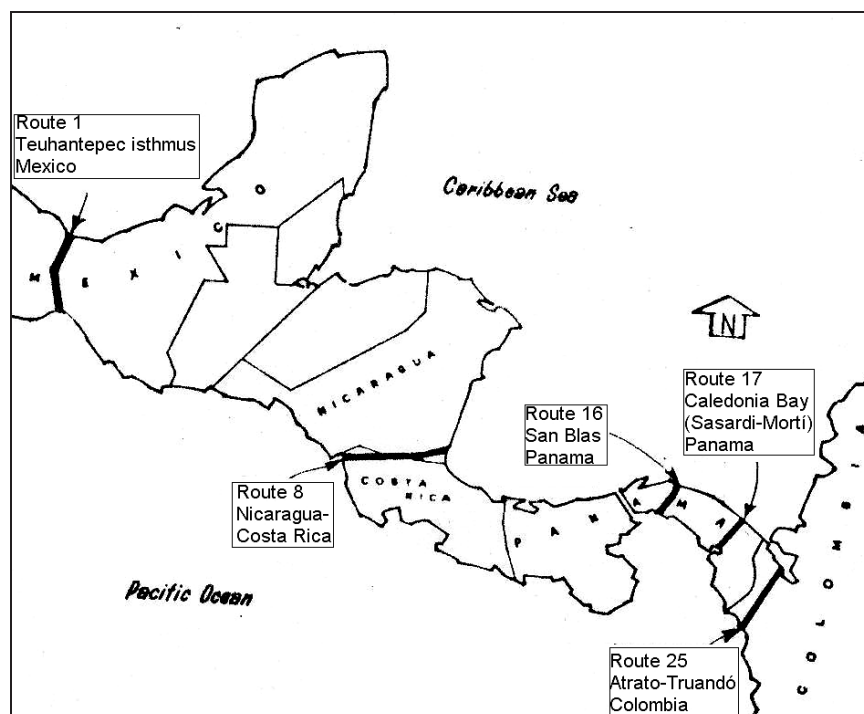 Route 1
Teuhantepec isthmus
Mexico
Caribbean Sea
MEXICO
N
NICARAGUA
Route 17
Caledonia Bay
(Sasardi-Mortí)
Panama
Route 16
San Blas
Panama
Route 8
Nicaragua-
Costa Rica
COSTA
RICA
PANAMA
COLOMBIA
Pacific Ocean
Route 25
Atrato-Truandó
Colombia